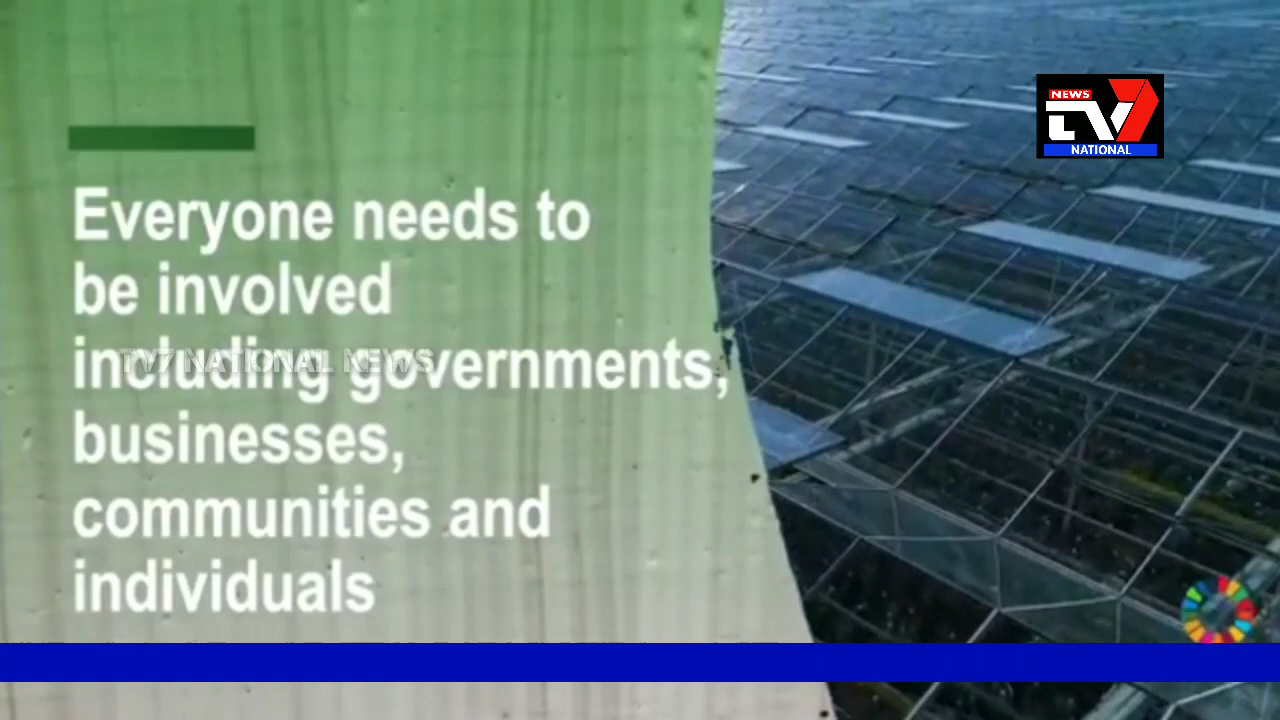 NEWS
TV7
NATIONAL
Everyone needs to
be involved
including governments,
TV7 NATIONAL NEWS
businesses,
communities and
individuals